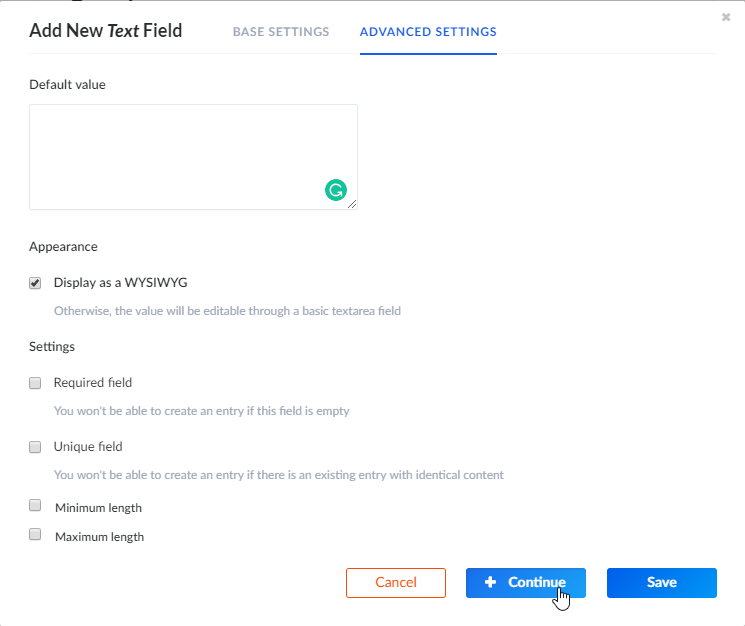 Add New Text Field BASE SETTINGS ADVANCED SETTINGS
Default value
Appearance
Display as a WYSIWYG
Otherwise, the value will be editable through a basic textarea field
Settings
Required field
You won't be able to create an entry if this field is empty
Unique field
You won't be able to create an entry if there is an existing entry with identical content
Minimum length
Maximum length
Cancel + Continue Save